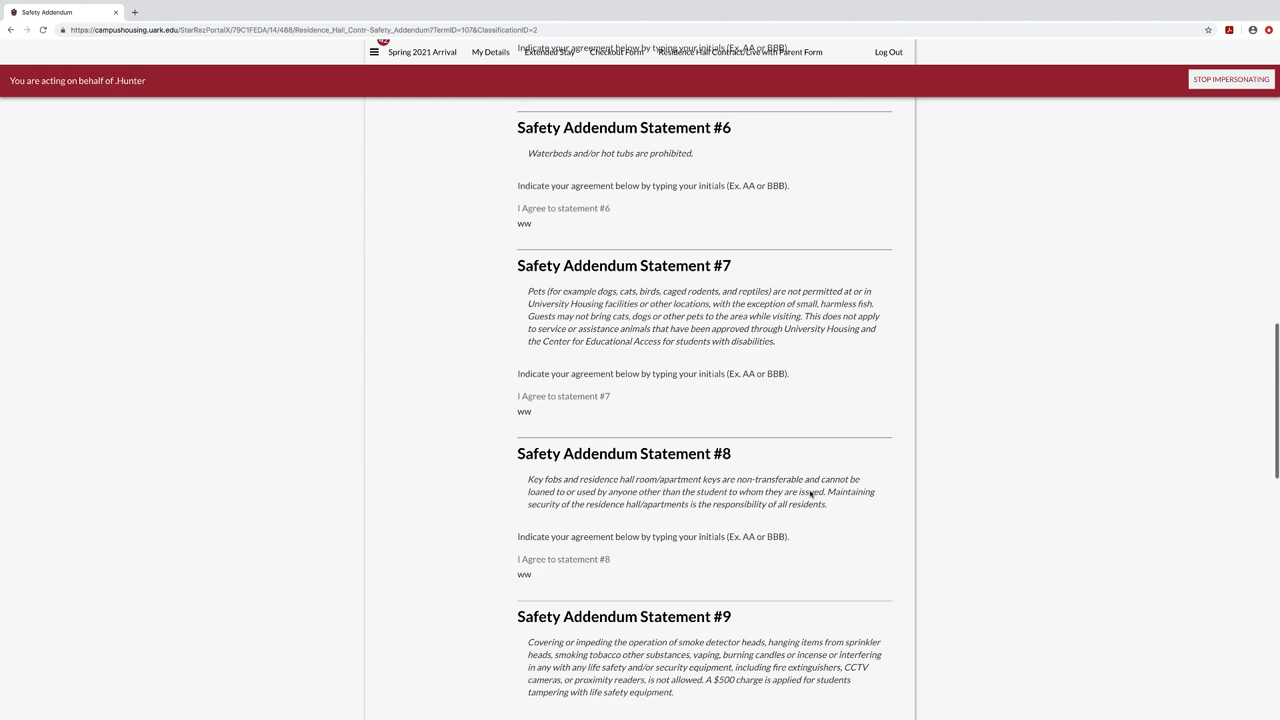 Safety Addendum
https://campushousing.uark.edu/StarRezPortalX/79C1FEDA/14/488/Residence_Hall_Contr-Safety_Addendum?TermID=107&ClassificationID=2
Indicate your agreement below by typing your initials (Ex. AA or BBB).
42
Spring 2021 Arrival My Details Extended Stay Checkout Form Residence Hall Contract/Live with Parent Form Log Out
You are acting on behalf of .Hunter
STOP IMPERSONATING
Safety Addendum Statement #6
Waterbeds and/or hot tubs are prohibited.
Indicate your agreement below by typing your initials (Ex. AA or BBB).
I Agree to statement #6
ww
Safety Addendum Statement #7
Pets (for example dogs, cats, birds, caged rodents, and reptiles) are not permitted at or in
University Housing facilities or other locations, with the exception of small, harmless fish.
Guests may not bring cats, dogs or other pets to the area while visiting. This does not apply
to service or assistance animals that have been approved through University Housing and
the Center for Educational Access for students with disabilities.
Indicate your agreement below by typing your initials (Ex. AA or BBB).
I Agree to statement #7
ww
Safety Addendum Statement #8
Key fobs and residence hall room/apartment keys are non-transferable and cannot be
loaned to or used by anyone other than the student to whom they are issued. Maintaining
security of the residence hall/apartments is the responsibility of all residents.
Indicate your agreement below by typing your initials (Ex. AA or BBB).
I Agree to statement #8
ww
Safety Addendum Statement #9
Covering or impeding the operation of smoke detector heads, hanging items from sprinkler
heads, smoking tobacco other substances, vaping, burning candles or incense or interfering
in any with any life safety and/or security equipment, including fire extinguishers, CCTV
cameras, or proximity readers, is not allowed. A $500 charge is applied for students
tampering with life safety equipment.